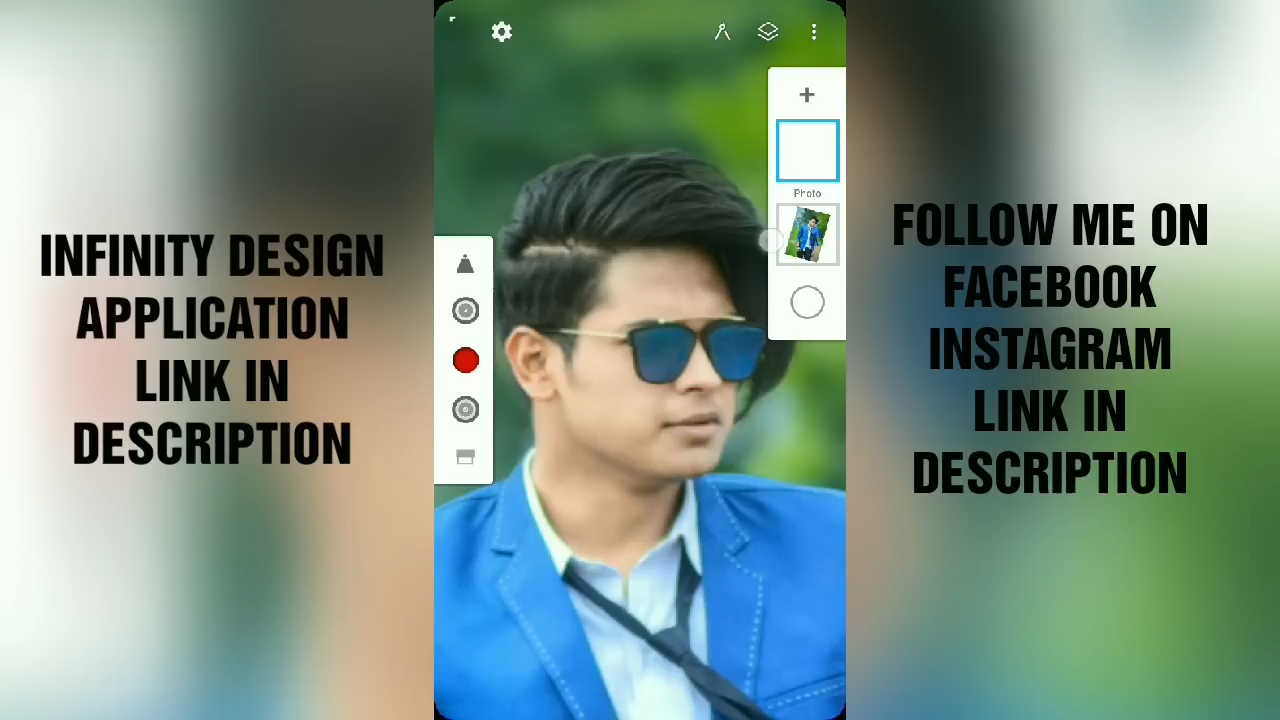 INFINITY DESIGN
APPLICATION
LINK IN
DESCRIPTION
Photo
FOLLOW ME ON
FACEBOOK
INSTAGRAM
LINK IN
DESCRIPTION